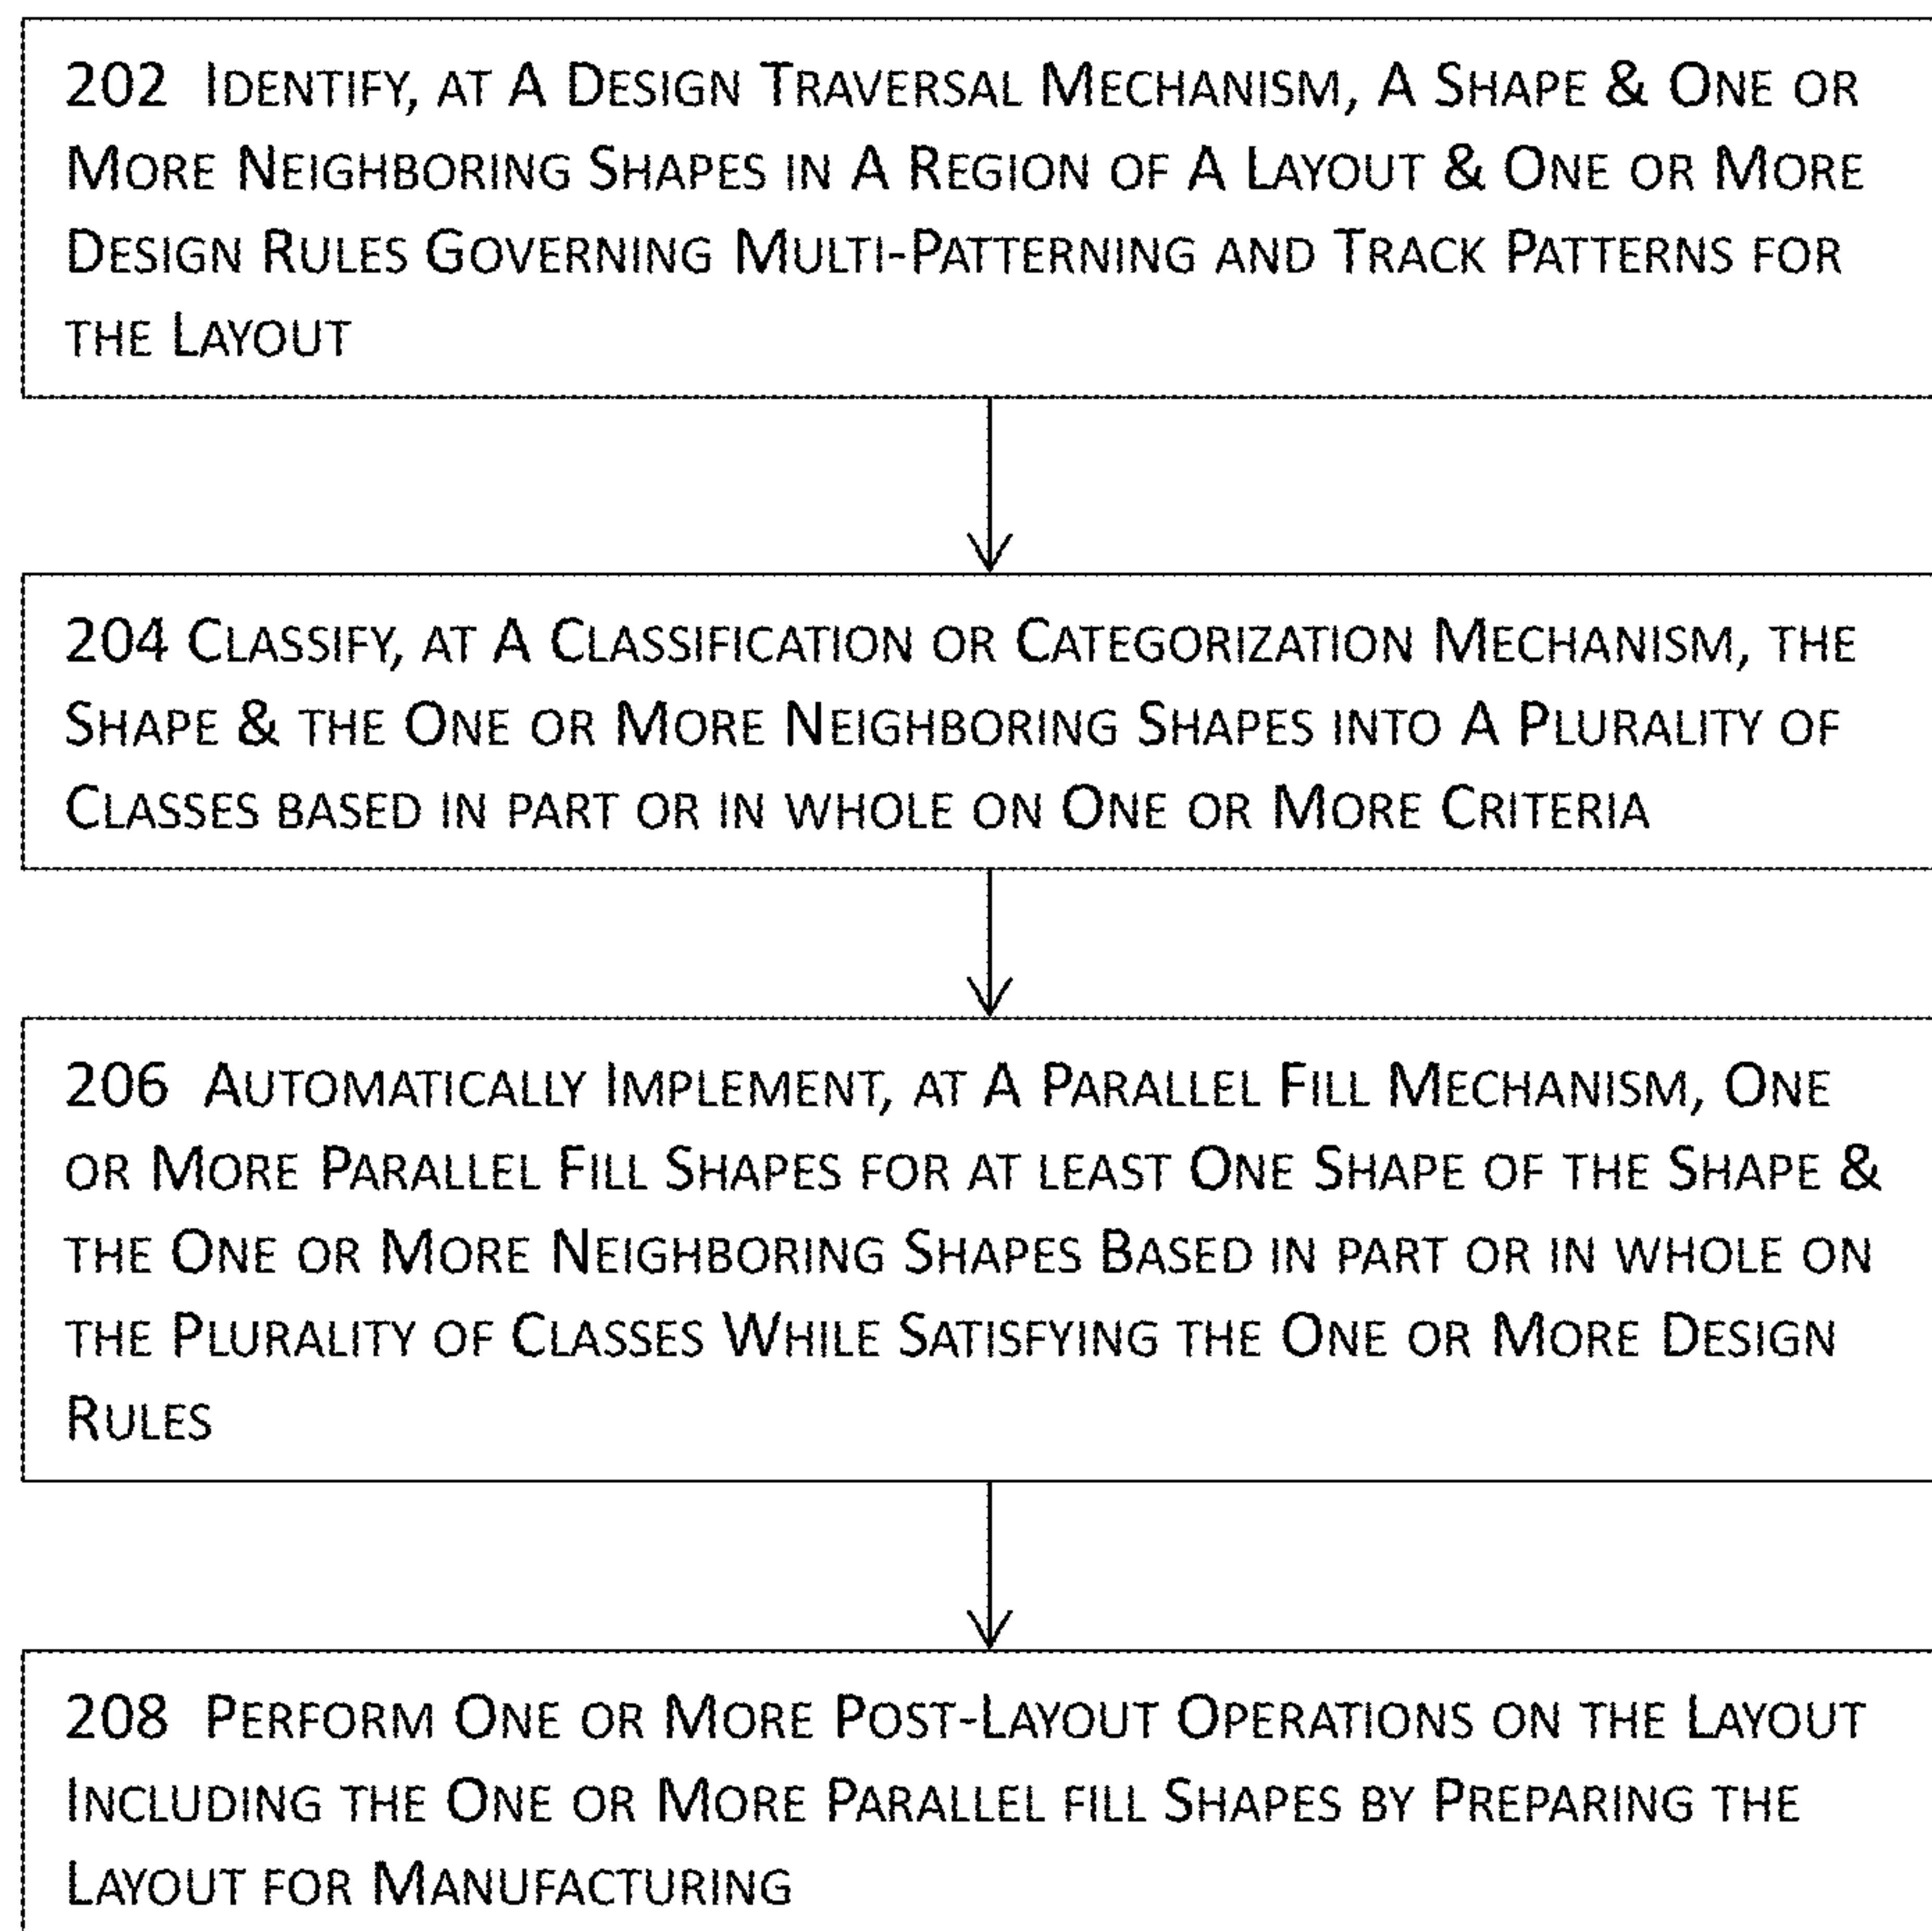 202 Identify, at A Design Traversal Mechanism, A Shape & One or
More Neighboring Shapes in A Region of A Layout & One or More
Design Rules Governing Multi-Patterning and Track Patterns for
the Layout
204 Classify, at A Classification or Categorization Mechanism, the
Shape & the One or More Neighboring Shapes into A Plurality of
Classes based in part or in whole on One or More Criteria
206 Automatically Implement, at A Parallel Fill Mechanism, One
or More Parallel Fill Shapes for at least One Shape of the Shape &
the One or More Neighboring Shapes Based in part or in whole on
the Plurality of Classes While Satisfying the One or More Design
Rules
208 Perform One or More Post-Layout Operations on the Layout
Including the One or More Parallel fill Shapes by Preparing the
Layout for Manufacturing